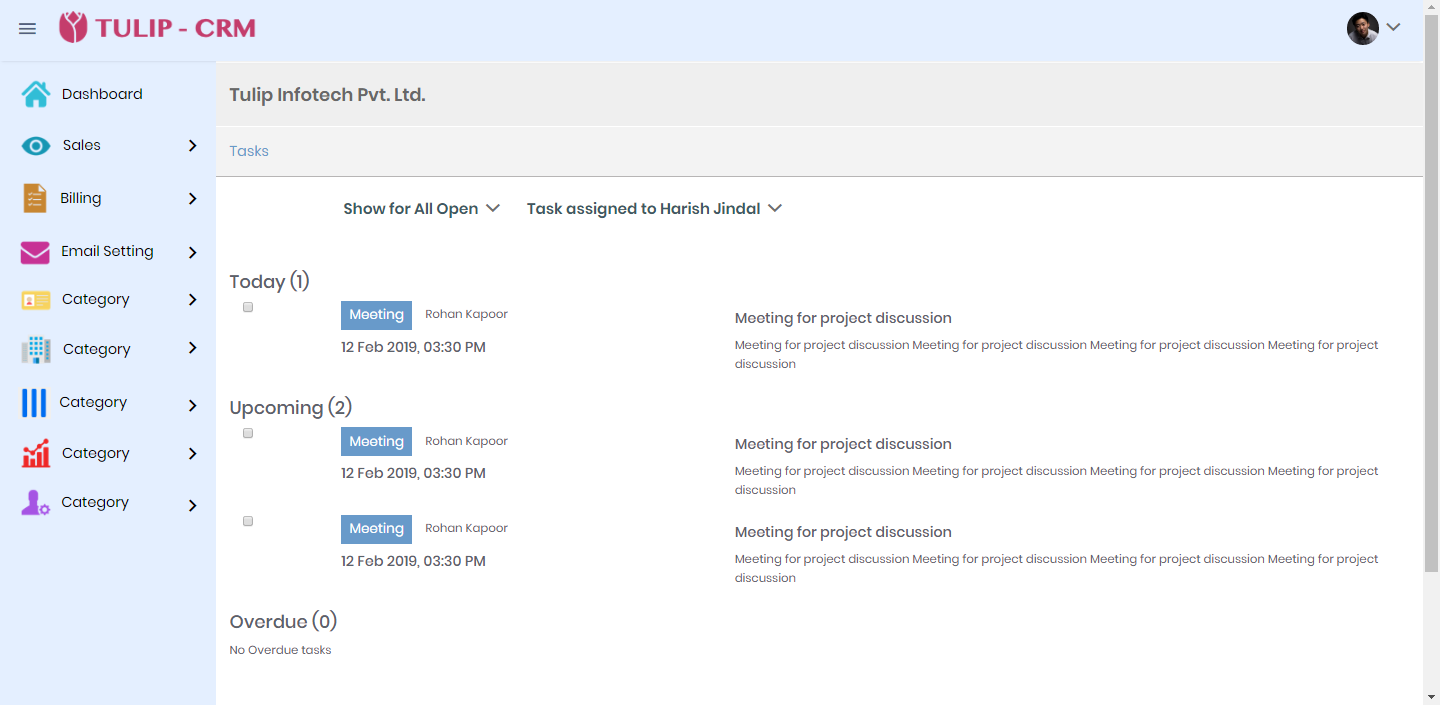 TULIP - CRM
Dashboard
Sales
Billing
Email Setting
Category
Category
Category
Category
Category
Tulip Infotech Pvt. Ltd.
Tasks
Show for All Open
Task assigned to Harish Jindal
Today (1)
Meeting
Rohan Kapoor
12 Feb 2019, 03:30 PM
Meeting for project discussion
Meeting for project discussion Meeting for project discussion Meeting for project discussion Meeting for project
discussion
Upcoming (2)
Meeting
Rohan Kapoor
12 Feb 2019, 03:30 PM
Meeting for project discussion
Meeting for project discussion Meeting for project discussion Meeting for project discussion Meeting for project
discussion
Meeting
Rohan Kapoor
12 Feb 2019, 03:30 PM
Meeting for project discussion
Meeting for project discussion Meeting for project discussion Meeting for project discussion Meeting for project
discussion
Overdue (0)
No Overdue tasks